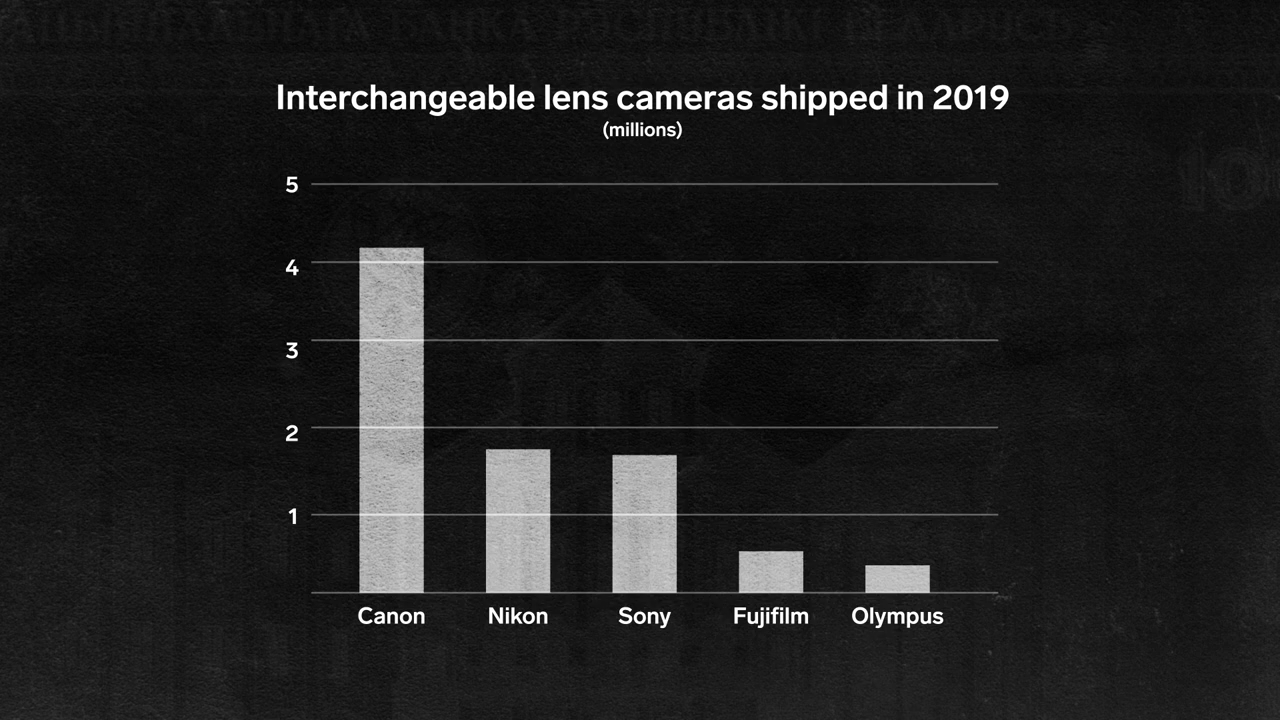 Interchangeable lens cameras shipped in 2019
(millions)
5
4
3
2
1
Canon Nikon Sony Fujifilm Olympus